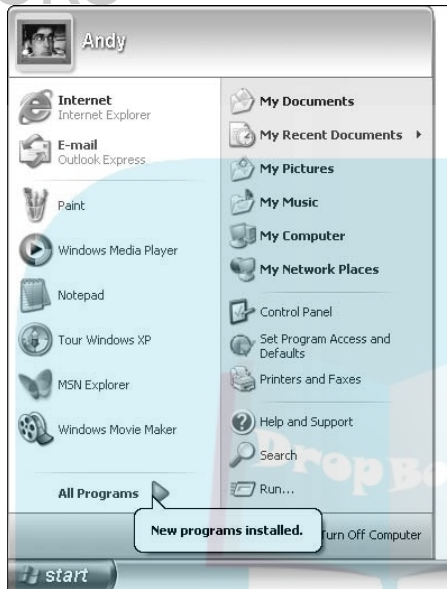 Andy
Internet
Internet Explorer
E-mail
Outlook Express
Paint
Windows Media Player
Notepad
Tour Windows XP
MSN Explorer
Windows Movie Maker
All Programs
My Documents
My Recent Documents
My Pictures
My Music
My Computer
My Network Places
Control Panel
Set Program Access and
Defaults
Printers and Faxes
Help and Support
Search
Run...
New programs installed.
Turn Off Computer
start
Drop Bo